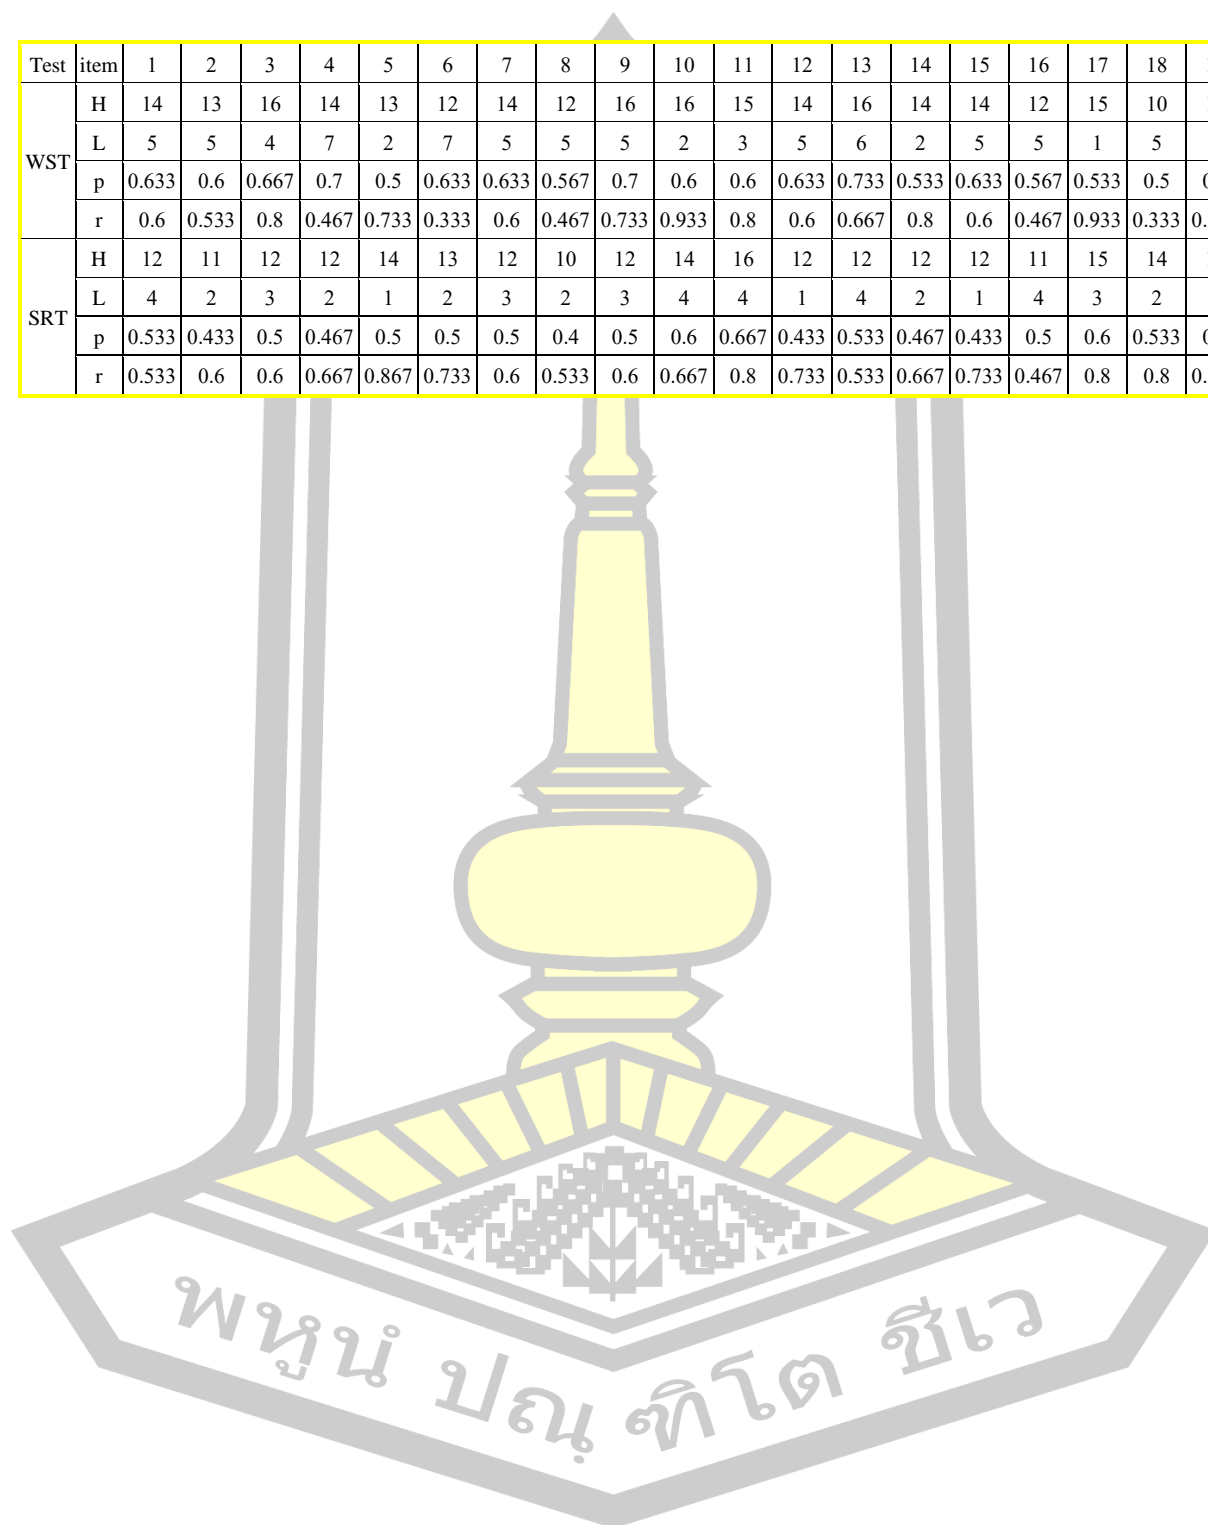 Test item 1 2 3 4 5 6 7 8 9 10 11 12 13 14 15 16 17 18
WST
H 14 13 16 14 13 12 14 12 16 16 15 14 16 14 14 12 15 10
L 5 5 4 7 2 7 5 5 5 2 3 5 6 2 5 5 1 5
p 0.633 0.6 0.667 0.7 0.5 0.633 0.633 0.567 0.7 0.6 0.6 0.633 0.733 0.533 0.633 0.567 0.533 0.5
r 0.6 0.533 0.8 0.467 0.733 0.333 0.6 0.467 0.733 0.933 0.8 0.6 0.667 0.8 0.6 0.467 0.933 0.333
SRT
H 12 11 12 12 14 13 12 10 12 14 16 12 12 12 12 11 15 14
L 4 2 3 2 1 2 3 2 3 4 4 1 4 2 1 4 3 2
p 0.533 0.433 0.5 0.467 0.5 0.5 0.5 0.4 0.5 0.6 0.667 0.433 0.533 0.467 0.433 0.5 0.6 0.533
r 0.533 0.6 0.6 0.667 0.867 0.733 0.6 0.533 0.6 0.667 0.8 0.733 0.533 0.667 0.733 0.467 0.8 0.8
พหูนํ ปณฺฑิโต ชีเว